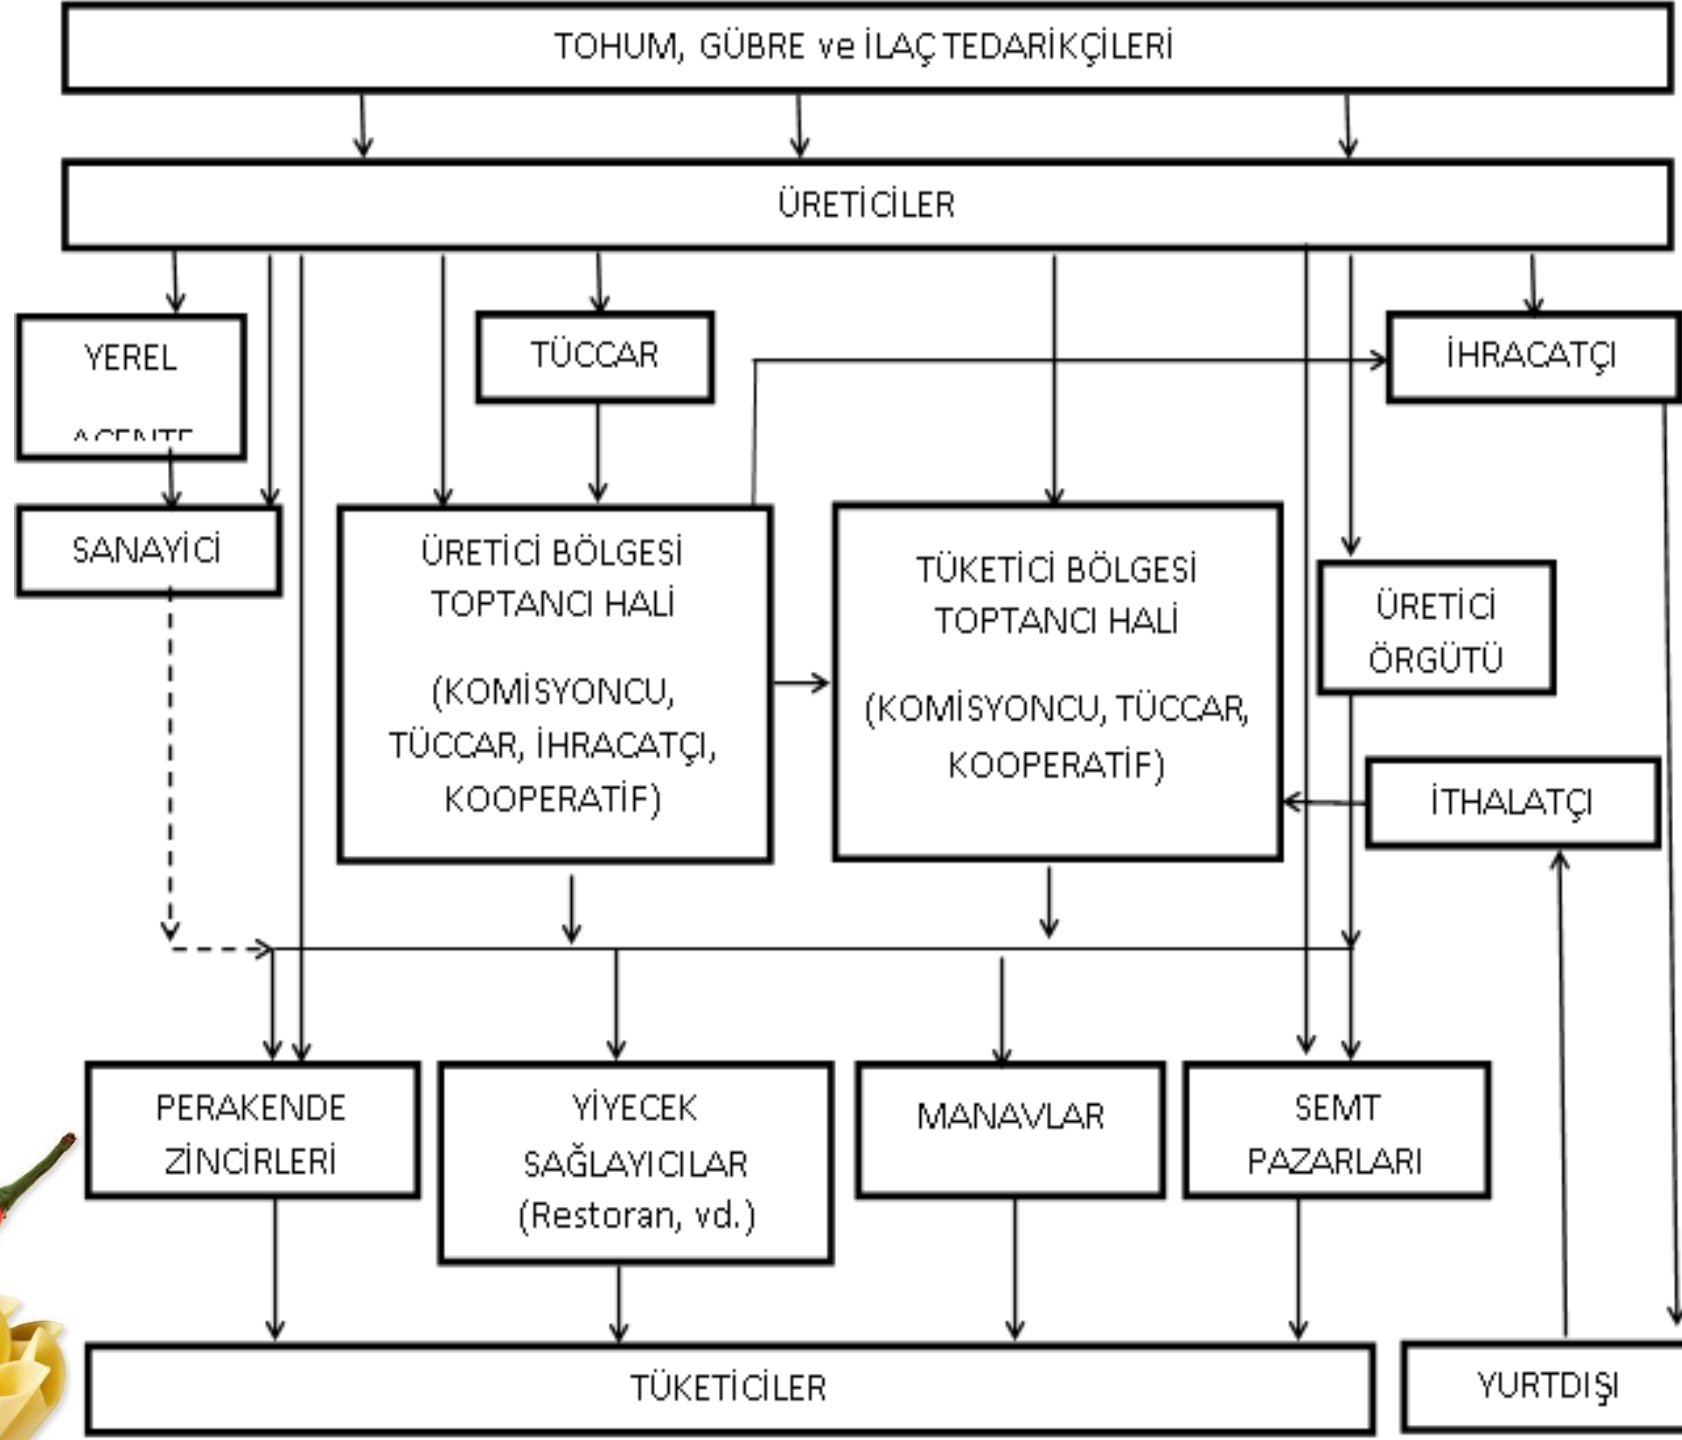 TOHUM, GÜBRE ve İLAÇ TEDARİKÇİLERİ
ÜRETİCİLER
YEREL
TÜCCAR
İHRACATÇI
SANAYİCİ
ÜRETİCİ BÖLGESİ
TOPTANCI HALİ
(KOMİSYONCU,
TÜCCAR, İHRACATÇI,
KOOPERATİF)
TÜKETİCİ BÖLGESİ
TOPTANCI HALİ
(KOMİSYONCU, TÜCCAR,
KOOPERATİF)
ÜRETİCİ
ÖRGÜTÜ
İTHALATÇI
PERAKENDE
ZİNCİRLERİ
YİYECEK
SAĞLAYICILAR
(Restoran, vd.)
MANAVLAR
SEMT
PAZARLARI
TÜKETİCİLER
YURTDIŞI